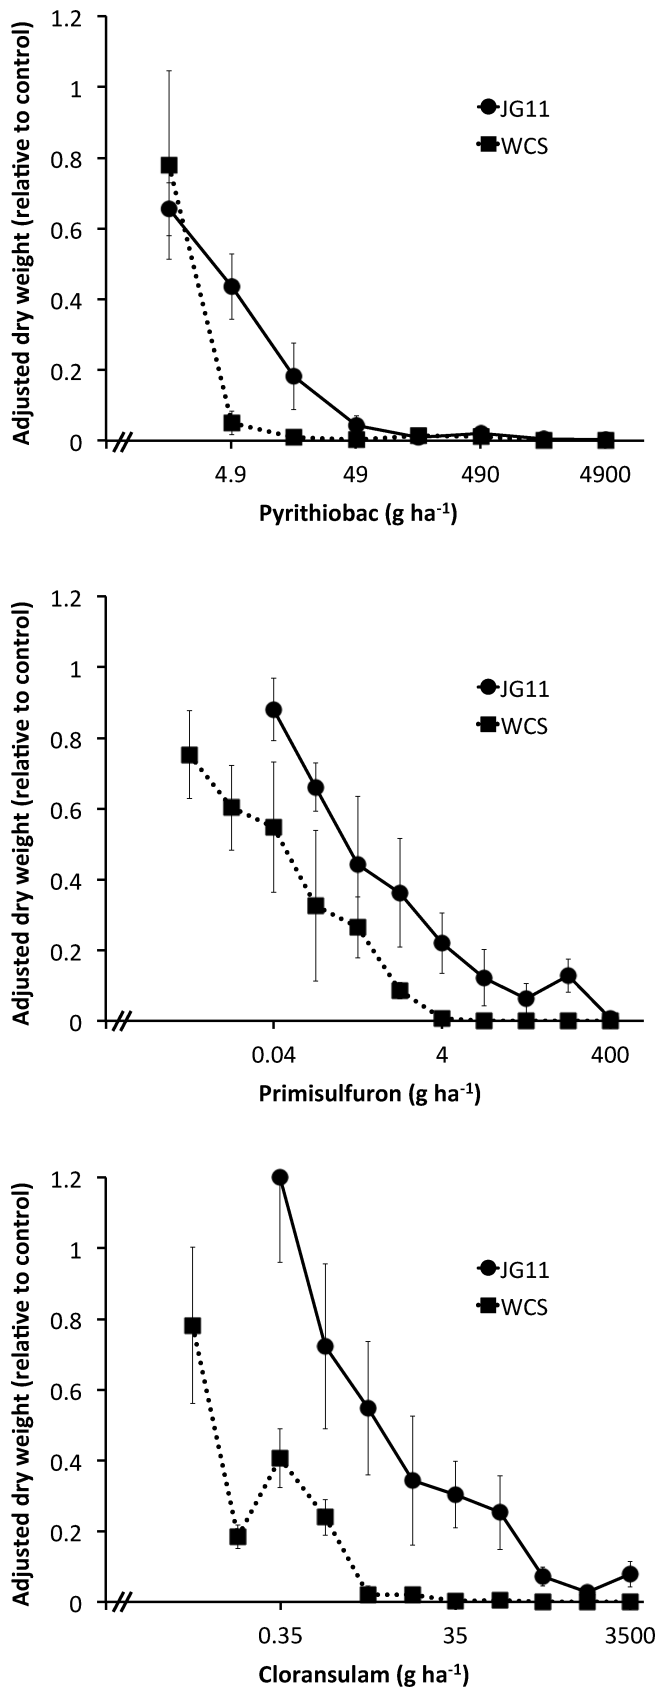 Adjusted dry weight (relative to control)
1.2
1
0.8
0.6
0.4
0.2
0
JG11
WCS
4.9
49
490
4900
Pyrithiobac (g ha-1)
Adjusted dry weight (relative to control)
1.2
1
0.8
0.6
0.4
0.2
0
JG11
WCS
0.04
4
400
Primisulfuron (g ha-1)
Adjusted dry weight (relative to control)
1.2
1
0.8
0.6
0.4
0.2
0
JG11
WCS
0.35
35
3500
Cloransulam (g ha-1)